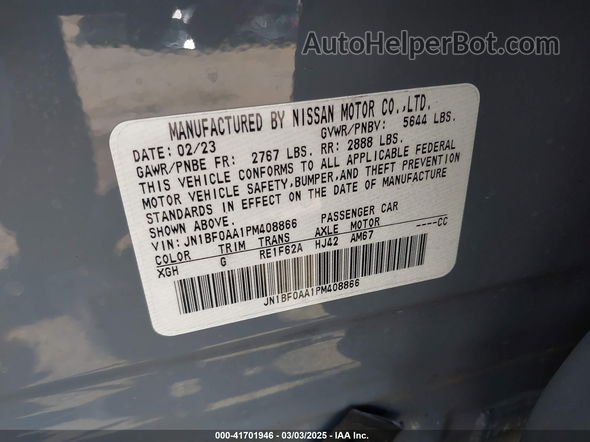 AutoHelperBot.com
MANUFACTURED BY NISSAN MOTOR CO.,LTD.
DATE: 02/23 GVWR/PNBV: 5644 LBS.
GAWR/PNBE FR: 2767 LBS. RR: 2888 LBS.
THIS VEHICLE CONFORMS TO ALL APPLICABLE FEDERAL
MOTOR VEHICLE SAFETY,BUMPER,AND THEFT PREVENTION
STANDARDS IN EFFECT ON THE DATE OF MANUFACTURE
SHOWN ABOVE.
VIN: JN1BF0AA1PM408866 PASSENGER CAR
COLOR TRIM TRANS AXLE MOTOR ----CC
XGH G RE1F62A HJ42 AM67
JN1BF0AA1PM408866
000-41701946 - 03/03/2025 - IAA Inc.